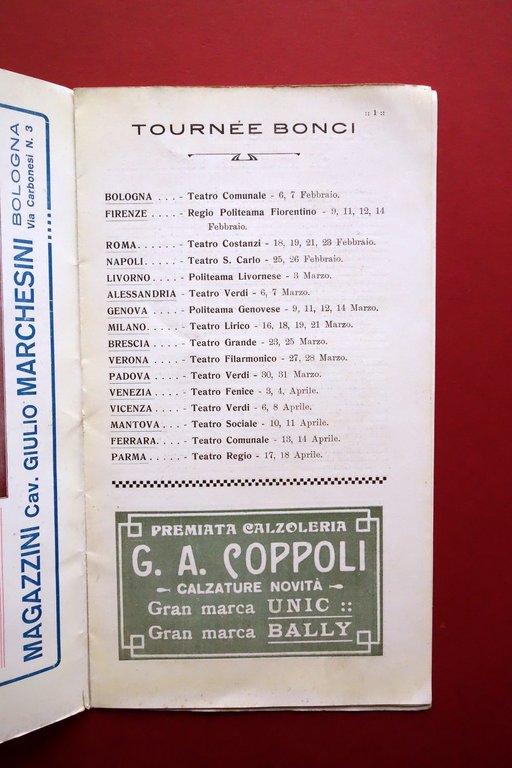 MAGAZZINI Cav. GIULIO MARCHESINI
BOLOGNA
Via Carbonesi N. 3
:: 1 ::
TOURNÉE BONCI
BOLOGNA . . . - Teatro Comunale - 6, 7 Febbraio.
FIRENZE . . . . . - Regio Politeama Fiorentino - 9, 11, 12, 14
Febbraio.
ROMA . . . . . . . - Teatro Costanzi - 18, 19, 21, 23 Febbraio.
NAPOLI . . . . . - Teatro S. Carlo - 25, 26 Febbraio.
LIVORNO . . . . - Politeama Livornese - 3 Marzo.
ALESSANDRIA - Teatro Verdi - 6, 7 Marzo.
GENOVA . . . . . - Politeama Genovese - 9, 11, 12, 14 Marzo.
MILANO . . . . . - Teatro Lirico - 16, 18, 19, 21 Marzo.
BRESCIA . . . . - Teatro Grande - 23, 25 Marzo.
VERONA . . . . . - Teatro Filarmonico - 27, 28 Marzo.
PADOVA . . . . . - Teatro Verdi - 30, 31 Marzo.
VENEZIA . . . . - Teatro Fenice - 3, 4, Aprile.
VICENZA . . . . - Teatro Verdi - 6, 8 Aprile.
MANTOVA . . . . - Teatro Sociale - 10, 11 Aprile.
FERRARA . . . . - Teatro Comunale - 13, 14 Aprile.
PARMA . . . . . - Teatro Regio - 17, 18 Aprile.
PREMIATA CALZOLERIA
G. A. COPPOLI
CALZATURE NOVITÀ
Gran marca UNIC ::
Gran marca BALLY